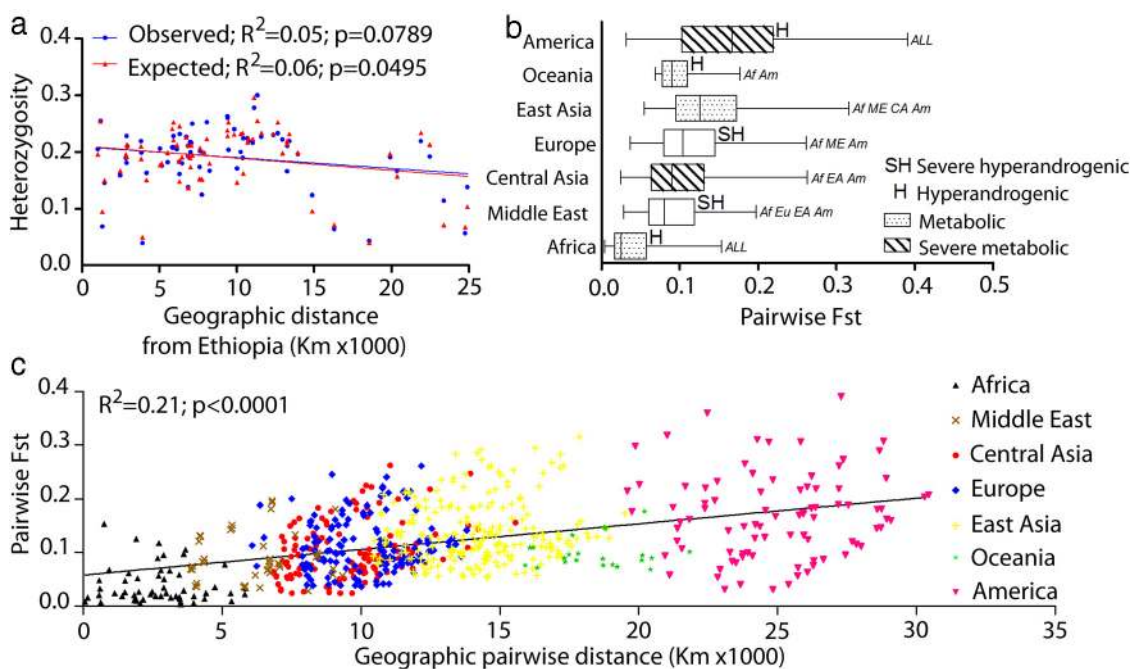 a
Observed; R²=0.05; p=0.0789
Expected; R²=0.06; p=0.0495
Heterozygosity
0.4
0.3
0.2
0.1
0.0
0 5 10 15 20 25
Geographic distance
from Ethiopia (Km x1000)
b
America H ALL
Oceania H Af Am
East Asia Af ME CA Am
Europe SH Af ME Am
Central Asia Af EA Am
Middle East SH Af Eu EA Am
Africa H ALL
0.0 0.1 0.2 0.3 0.4 0.5
Pairwise Fst
SH Severe hyperandrogenic
H Hyperandrogenic
Metabolic
Severe metabolic
c
R²=0.21; p<0.0001
Pairwise Fst
0.4
0.3
0.2
0.1
0.0
0 5 10 15 20 25 30 35
Geographic pairwise distance (Km x1000)
Africa
Middle East
Central Asia
Europe
East Asia
Oceania
America